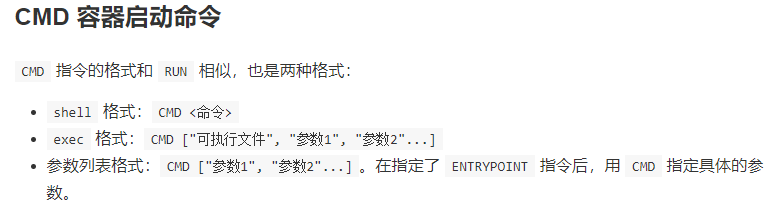 CMD 容器启动命令
CMD 指令的格式和 RUN 相似，也是两种格式：
shell 格式：CMD <命令>
exec 格式：CMD ["可执行文件", "参数1", "参数2"...]
参数列表格式：CMD ["参数1", "参数2"...]。在指定了 ENTRYPOINT 指令后，用 CMD 指定具体的参
数。